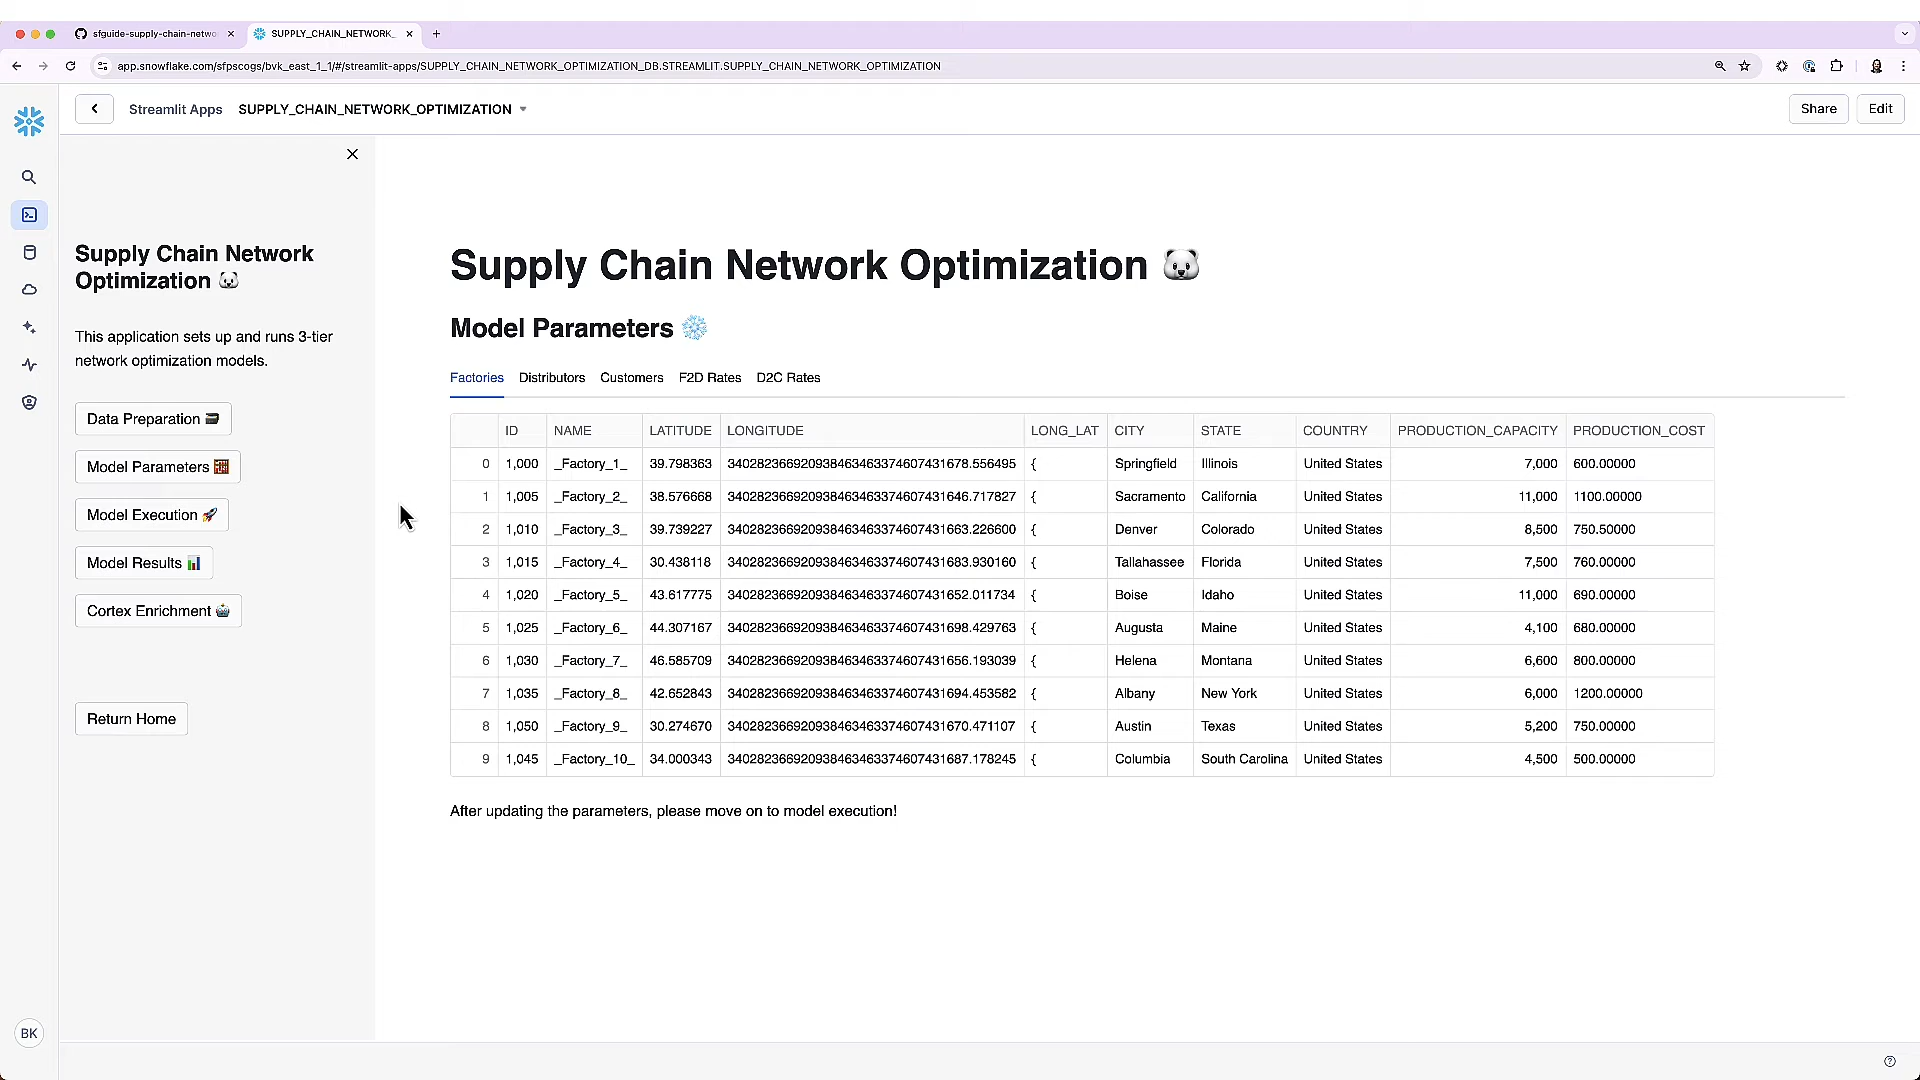 sfguide-supply-chain-netwo
SUPPLY_CHAIN_NETWORK_
app.snowflake.com/sfpscogs/bvk_east_1_1/#/streamlit-apps/SUPPLY_CHAIN_NETWORK_OPTIMIZATION_DB.STREAMLIT.SUPPLY_CHAIN_NETWORK_OPTIMIZATION
Streamlit Apps SUPPLY_CHAIN_NETWORK_OPTIMIZATION
Share Edit
Supply Chain Network
Optimization
This application sets up and runs 3-tier
network optimization models.
Data Preparation
Model Parameters
Model Execution
Model Results
Cortex Enrichment
Return Home
BK
Supply Chain Network Optimization
Model Parameters
Factories Distributors Customers F2D Rates D2C Rates
ID NAME LATITUDE LONGITUDE LONG_LAT CITY STATE COUNTRY PRODUCTION_CAPACITY PRODUCTION_COST
0 1,000 _Factory_1_ 39.798363 340282366920938463463374607431678.556495 { Springfield Illinois United States 7,000 600.00000
1 1,005 _Factory_2_ 38.576668 340282366920938463463374607431646.717827 { Sacramento California United States 11,000 1100.00000
2 1,010 _Factory_3_ 39.739227 340282366920938463463374607431663.226600 { Denver Colorado United States 8,500 750.50000
3 1,015 _Factory_4_ 30.438118 340282366920938463463374607431683.930160 { Tallahassee Florida United States 7,500 760.00000
4 1,020 _Factory_5_ 43.617775 340282366920938463463374607431652.011734 { Boise Idaho United States 11,000 690.00000
5 1,025 _Factory_6_ 44.307167 340282366920938463463374607431698.429763 { Augusta Maine United States 4,100 680.00000
6 1,030 _Factory_7_ 46.585709 340282366920938463463374607431656.193039 { Helena Montana United States 6,600 800.00000
7 1,035 _Factory_8_ 42.652843 340282366920938463463374607431694.453582 { Albany New York United States 6,000 1200.00000
8 1,050 _Factory_9_ 30.274670 340282366920938463463374607431670.471107 { Austin Texas United States 5,200 750.00000
9 1,045 _Factory_10_ 34.000343 340282366920938463463374607431687.178245 { Columbia South Carolina United States 4,500 500.00000
After updating the parameters, please move on to model execution!